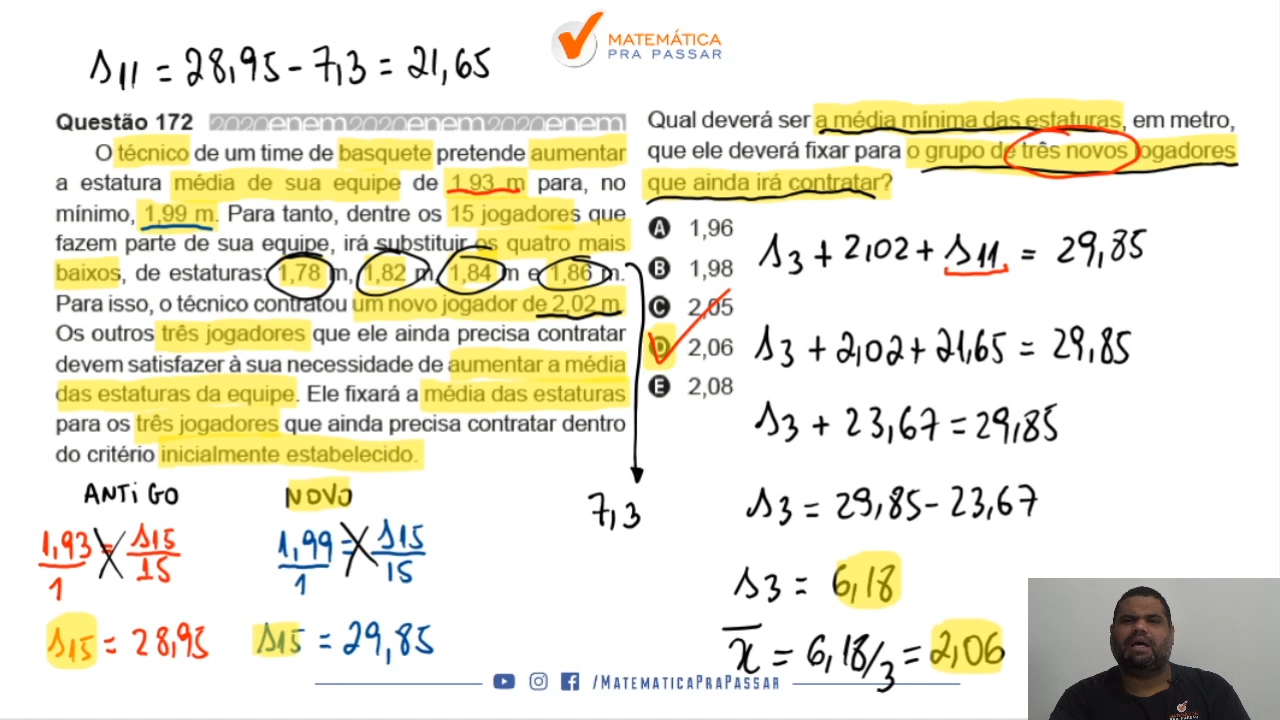 MATEMÁTICA
PRA PASSAR
s11 = 28,95 - 7,3 = 21,65
Questão 172 2020enem2020enem2020enem
O técnico de um time de basquete pretende aumentar
a estatura média de sua equipe de 1,93 m para, no
mínimo, 1,99 m. Para tanto, dentre os 15 jogadores que
fazem parte de sua equipe, irá substituir os quatro mais
baixos, de estaturas: 1,78 m, 1,82 m, 1,84 m e 1,86 m.
Para isso, o técnico contratou um novo jogador de 2,02 m.
Os outros três jogadores que ele ainda precisa contratar
devem satisfazer à sua necessidade de aumentar a média
das estaturas da equipe. Ele fixará a média das estaturas
para os três jogadores que ainda precisa contratar dentro
do critério inicialmente estabelecido.
Qual deverá ser a média mínima das estaturas, em metro,
que ele deverá fixar para o grupo de três novos jogadores
que ainda irá contratar?
A 1,96
B 1,98
C 2,05
D 2,06
E 2,08
s3 + 2,02 + s11 = 29,85
s3 + 2,02 + 21,65 = 29,85
s3 + 23,67 = 29,85
s3 = 29,85 - 23,67
s3 = 6,18
x̄ = 6,18/3 = 2,06
7,3
ANTIGO
1,93/1 = s15/15
s15 = 28,95
NOVO
1,99/1 = s15/15
s15 = 29,85
/MATEMATICAPRAPASSAR